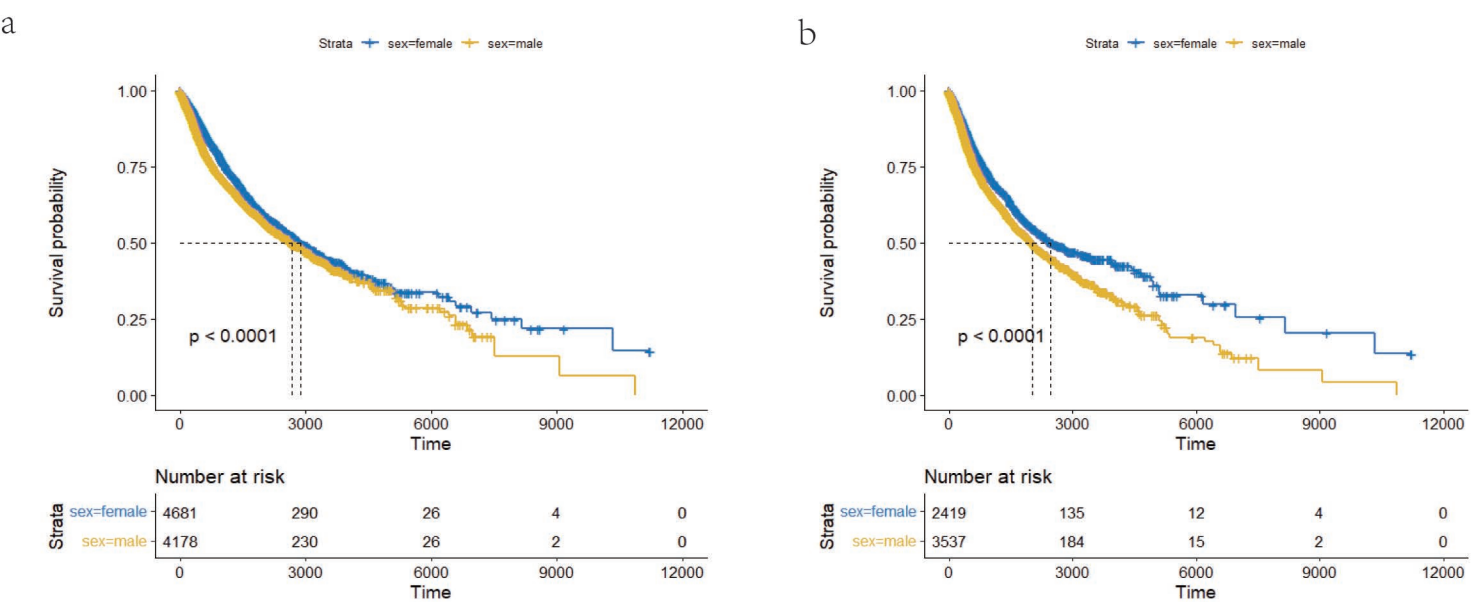 a
Strata sex=female sex=male
1.00
0.75
0.50
0.25
0.00
Survival probability
p < 0.0001
0 3000 6000 9000 12000
Time
Number at risk
Strata
sex=female 4681 290 26 4 0
sex=male 4178 230 26 2 0
0 3000 6000 9000 12000
Time
b
Strata sex=female sex=male
1.00
0.75
0.50
0.25
0.00
Survival probability
p < 0.0001
0 3000 6000 9000 12000
Time
Number at risk
Strata
sex=female 2419 135 12 4 0
sex=male 3537 184 15 2 0
0 3000 6000 9000 12000
Time